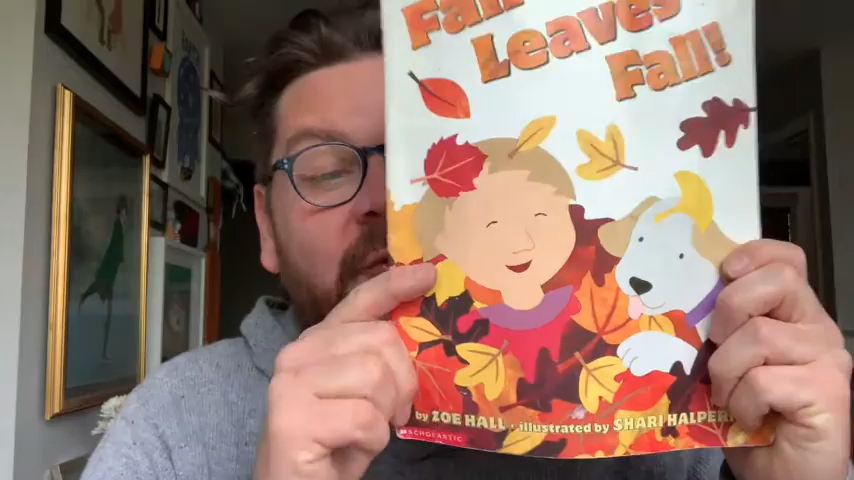 Fall
Leaves
Fall!
by ZOE HALL • Illustrated by SHARI HALPERN
SCHOLASTIC